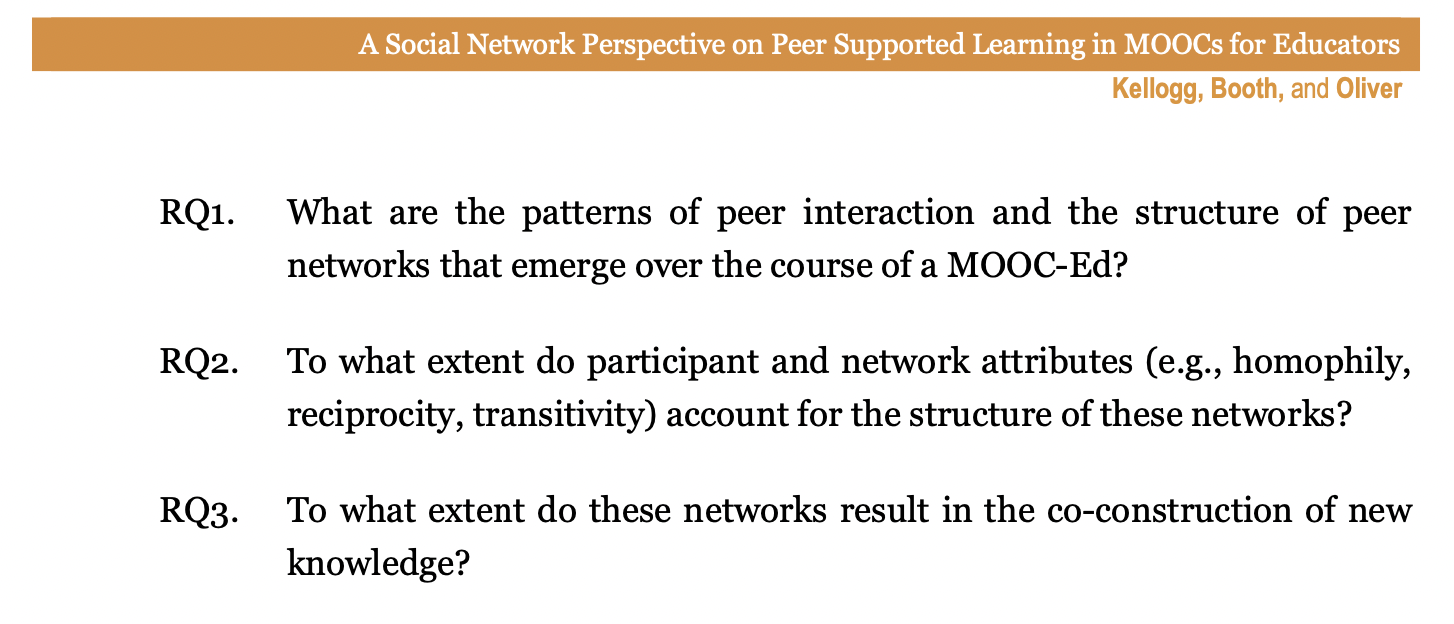 A Social Network Perspective on Peer Supported Learning in MOOCs for Educators
Kellogg, Booth, and Oliver
RQ1. What are the patterns of peer interaction and the structure of peer
networks that emerge over the course of a MOOC-Ed?
RQ2. To what extent do participant and network attributes (e.g., homophily,
reciprocity, transitivity) account for the structure of these networks?
RQ3. To what extent do these networks result in the co-construction of new
knowledge?